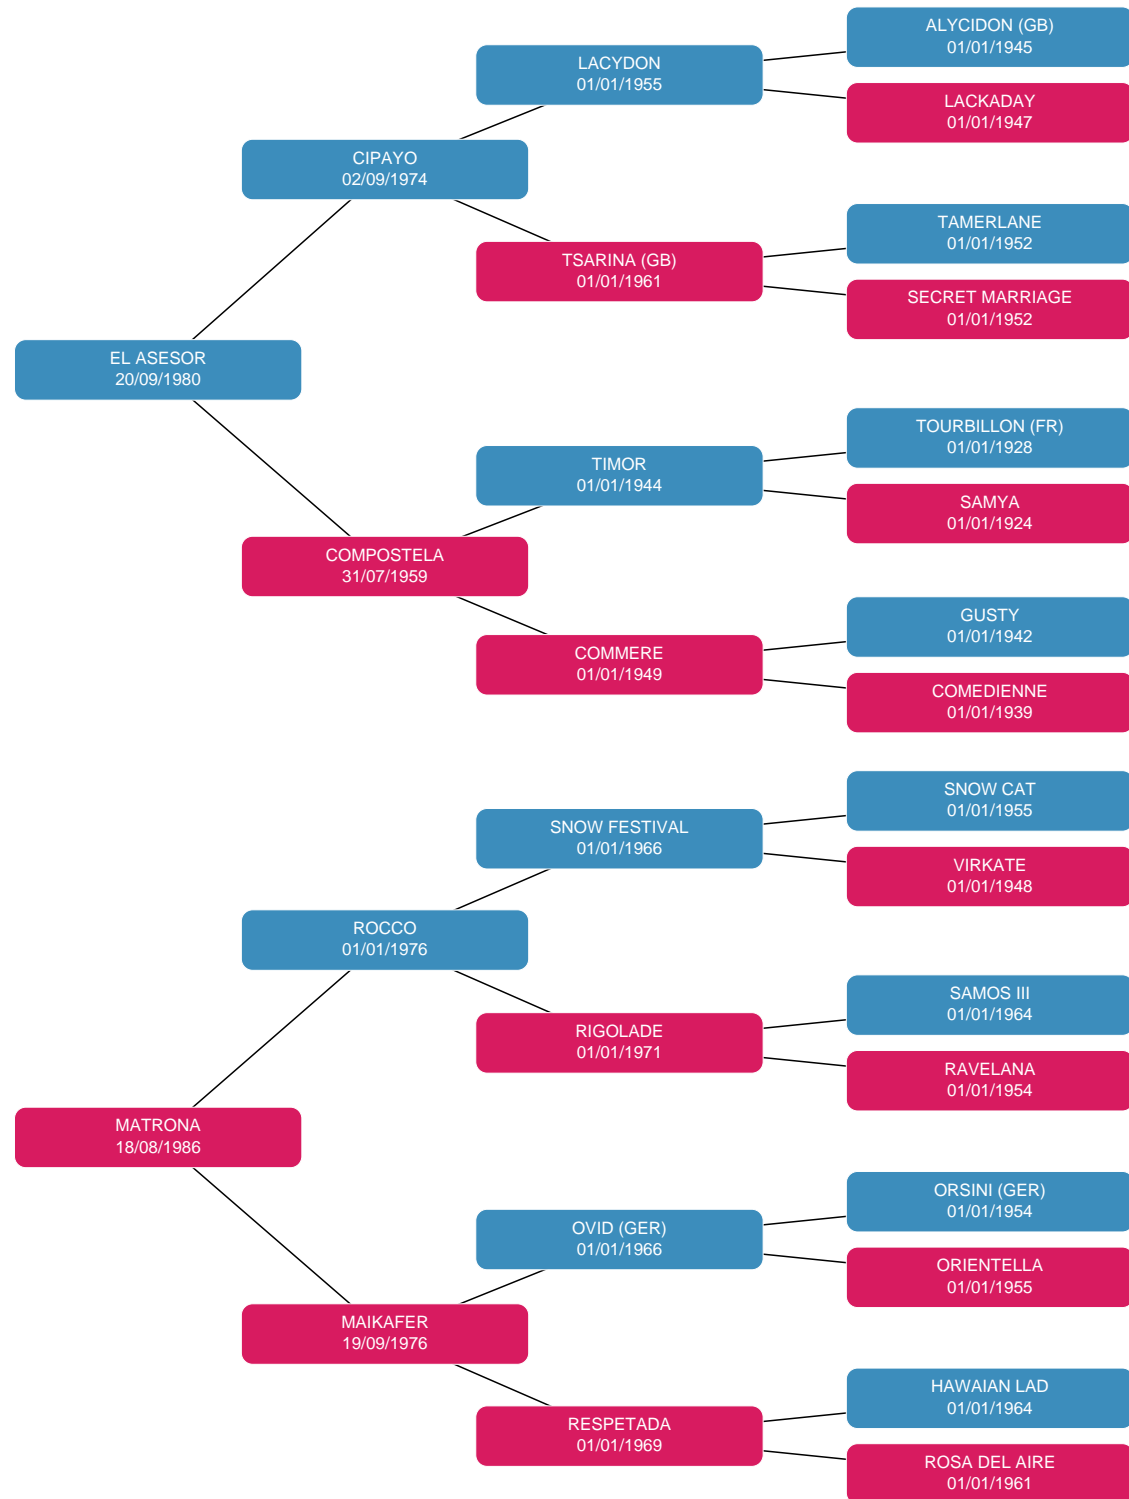 ALYCIDON (GB)
01/01/1945
LACYDON
01/01/1955
LACKADAY
01/01/1947
CIPAYO
02/09/1974
TAMERLANE
01/01/1952
TSARINA (GB)
01/01/1961
SECRET MARRIAGE
01/01/1952
EL ASESOR
20/09/1980
TOURBILLON (FR)
01/01/1928
TIMOR
01/01/1944
SAMYA
01/01/1924
COMPOSTELA
31/07/1959
GUSTY
01/01/1942
COMMERE
01/01/1949
COMEDIENNE
01/01/1939
SNOW CAT
01/01/1955
SNOW FESTIVAL
01/01/1966
VIRKATE
01/01/1948
ROCCO
01/01/1976
SAMOS III
01/01/1964
RIGOLADE
01/01/1971
RAVELANA
01/01/1954
MATRONA
18/08/1986
ORSINI (GER)
01/01/1954
OVID (GER)
01/01/1966
ORIENTELLA
01/01/1955
MAIKAFER
19/09/1976
HAWAIAN LAD
01/01/1964
RESPETADA
01/01/1969
ROSA DEL AIRE
01/01/1961